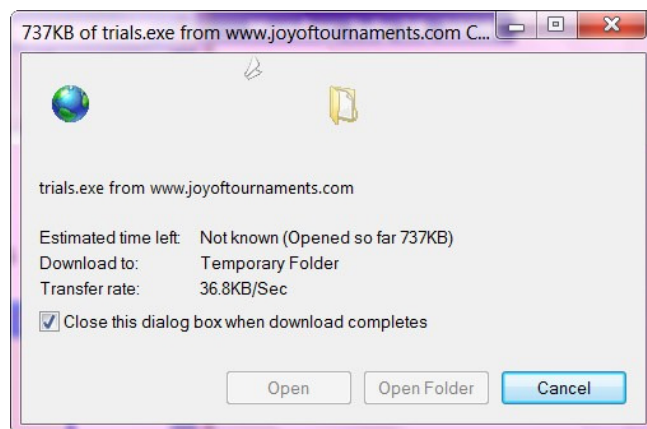 737KB of trials.exe from www.joyoftournaments.com C...
trials.exe from www.joyoftournaments.com
Estimated time left: Not known (Opened so far 737KB)
Download to: Temporary Folder
Transfer rate: 36.8KB/Sec
Close this dialog box when download completes
Open Open Folder Cancel